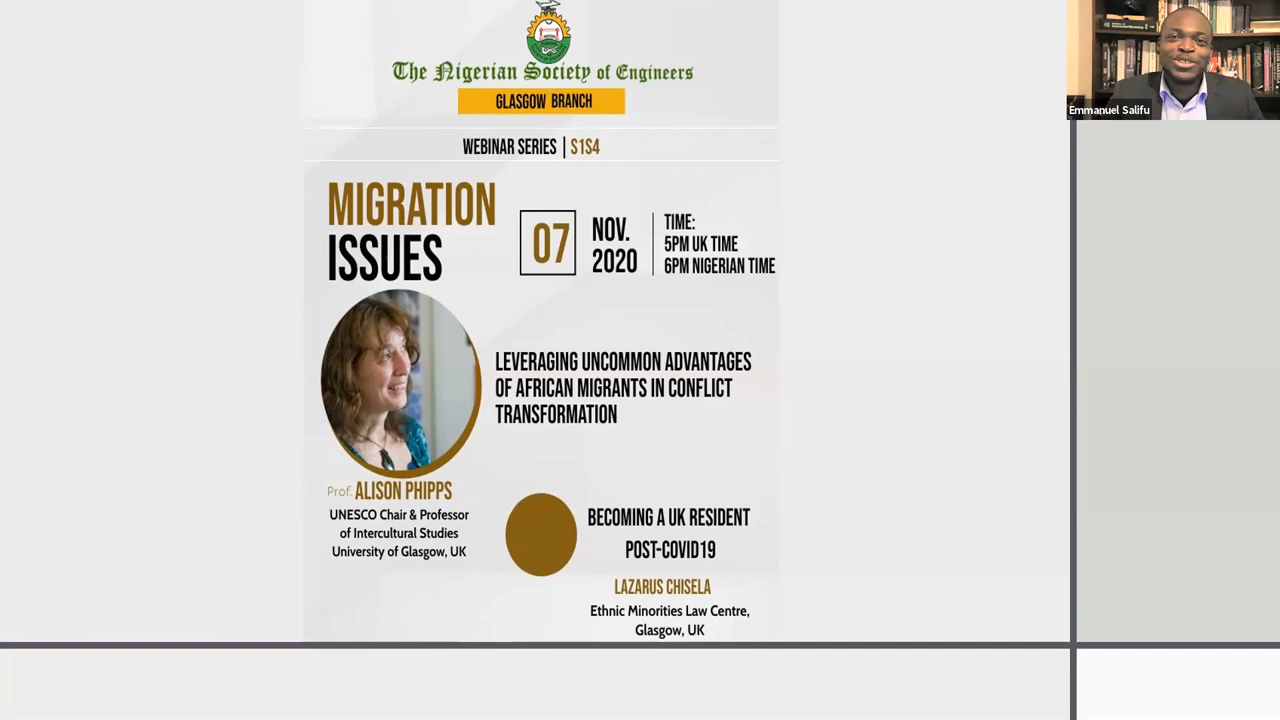 The Nigerian Society of Engineers
GLASGOW BRANCH
WEBINAR SERIES | S1S4
MIGRATION
ISSUES
07
NOV.
2020
TIME:
5PM UK TIME
6PM NIGERIAN TIME
LEVERAGING UNCOMMON ADVANTAGES
OF AFRICAN MIGRANTS IN CONFLICT
TRANSFORMATION
Prof. ALISON PHIPPS
UNESCO Chair & Professor
of Intercultural Studies
University of Glasgow, UK
BECOMING A UK RESIDENT
POST-COVID19
LAZARUS CHISELA
Ethnic Minorities Law Centre,
Glasgow, UK
Emmanuel Salifu